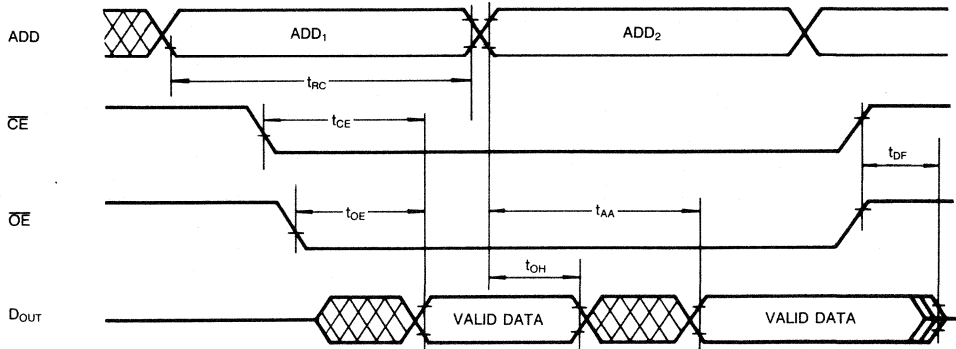 ADD
ADD₁
ADD₂
tRC
CE
tCE
tDF
OE
tOE
tAA
tOH
DOUT
VALID DATA
VALID DATA